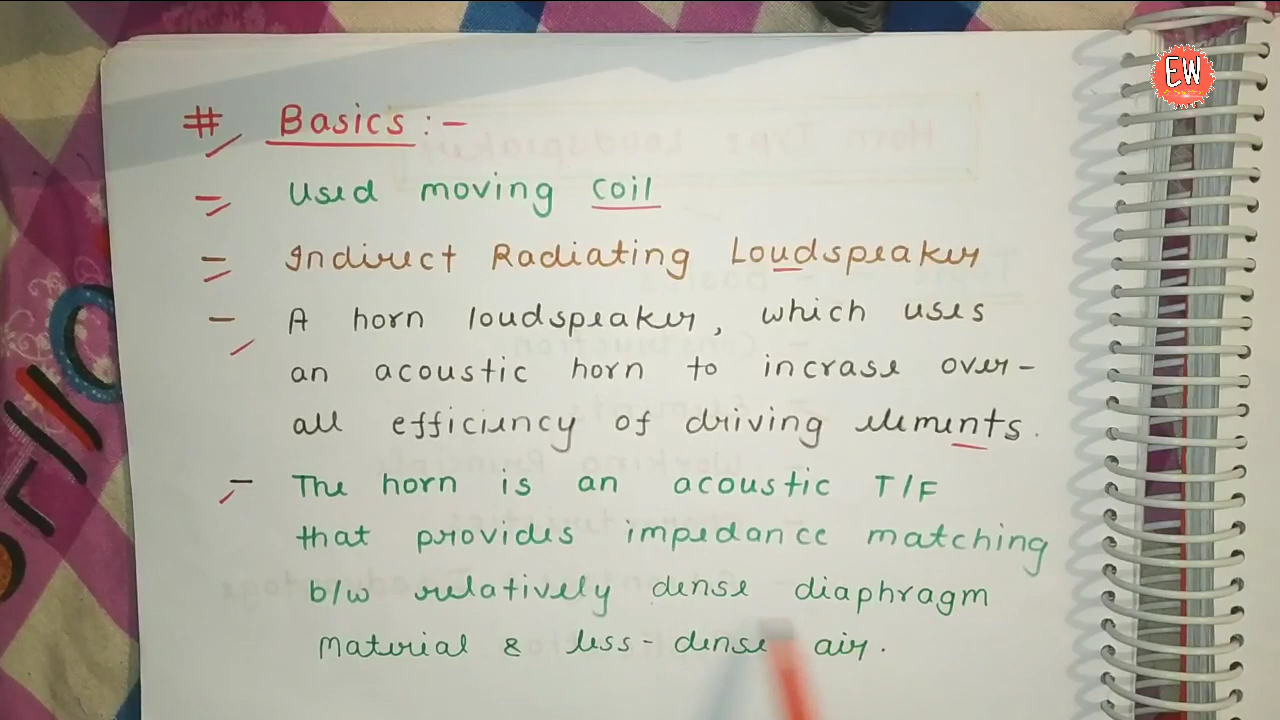 EW
# Basics :-
- Used moving coil
- Indirect Radiating Loudspeaker
- A horn loudspeaker, which uses
an acoustic horn to incrase over-
all efficiency of driving elements.
- The horn is an acoustic T/F
that provides impedance matching
b/w relatively dense diaphragm
material & less-dense air.